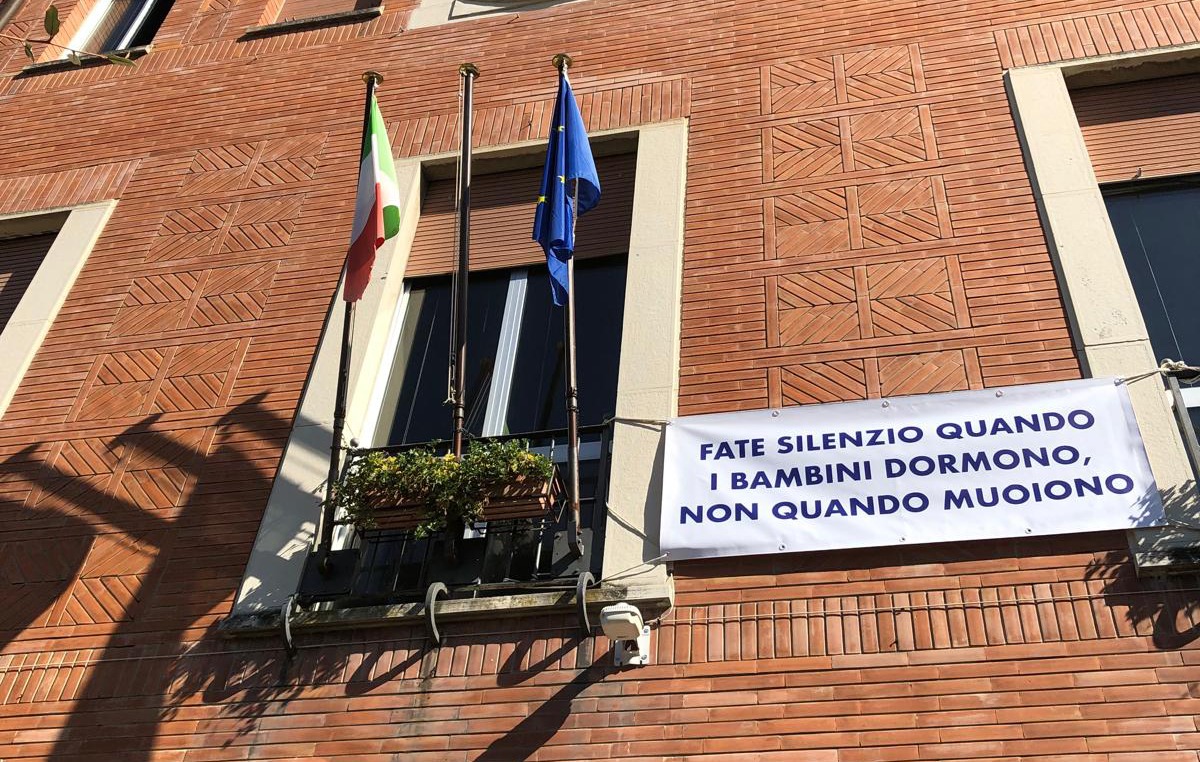 FATE SILENZIO QUANDO
I BAMBINI DORMONO,
NON QUANDO MUOIONO